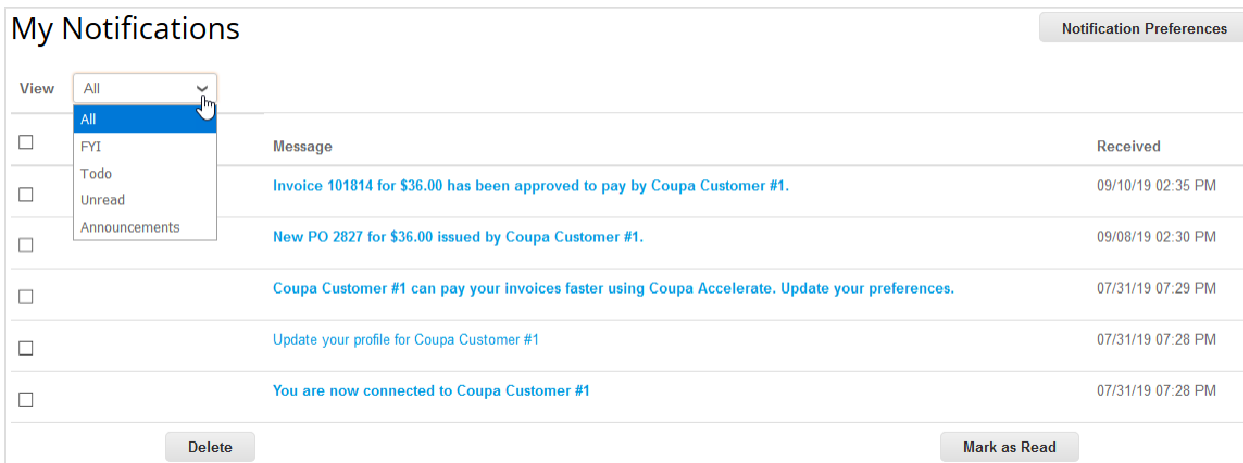 My Notifications
Notification Preferences
View All
All
FYI
Todo
Unread
Announcements
Message Received
Invoice 101814 for $36.00 has been approved to pay by Coupa Customer #1. 09/10/19 02:35 PM
New PO 2827 for $36.00 issued by Coupa Customer #1. 09/08/19 02:30 PM
Coupa Customer #1 can pay your invoices faster using Coupa Accelerate. Update your preferences. 07/31/19 07:29 PM
Update your profile for Coupa Customer #1 07/31/19 07:28 PM
You are now connected to Coupa Customer #1 07/31/19 07:28 PM
Delete Mark as Read